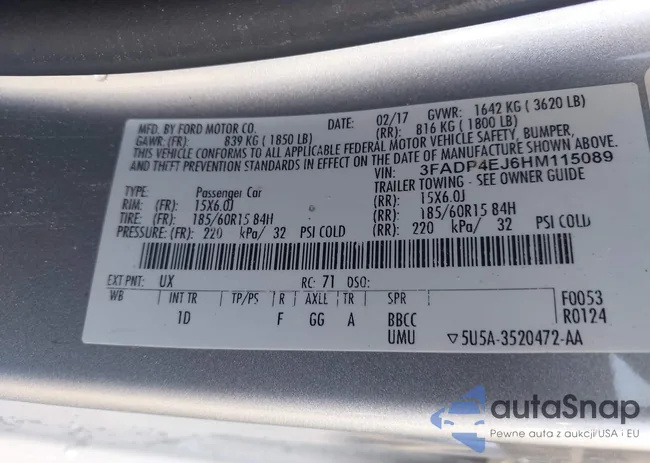 MFD. BY FORD MOTOR CO. DATE: 02/17 GVWR: 1642 KG ( 3620 LB)
GAWR: (FR): 839 KG ( 1850 LB) (RR): 816 KG ( 1800 LB)
THIS VEHICLE CONFORMS TO ALL APPLICABLE FEDERAL MOTOR VEHICLE SAFETY, BUMPER,
AND THEFT PREVENTION STANDARDS IN EFFECT ON THE DATE OF MANUFACTURE SHOWN ABOVE.
VIN: 3FADP4EJ6HM115089
TYPE: Passenger Car TRAILER TOWING - SEE OWNER GUIDE
RIM: (FR): 15X6.0J (RR): 15X6.0J
TIRE: (FR): 185/60R15 84H (RR): 185/60R15 84H
PRESSURE: (FR): 220 kPa/ 32 PSI COLD (RR): 220 kPa/ 32 PSI COLD
EXT PNT: UX RC: 71 DSO:
WB INT TR TP/PS R AXLE TR SPR F0053
1D F GG A BBCC R0124
UMU ▽5U5A-3520472-AA
autaSnap
Pewne auta z aukcji USA i EU